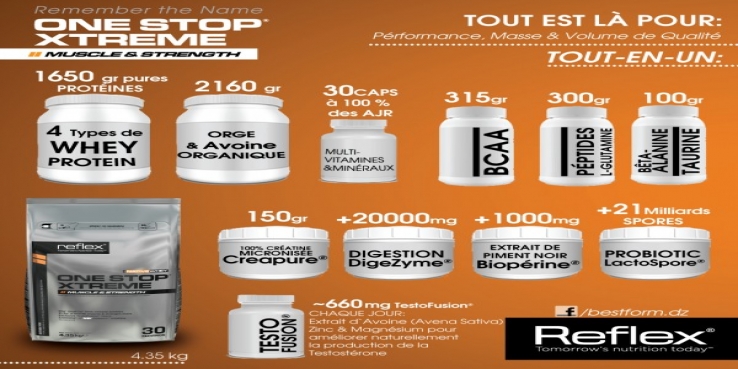 Remember the Name
ONE STOP®
XTREME
MUSCLE & STRENGTH
TOUT EST LÀ POUR:
Pérformance, Masse & Volume de Qualité
TOUT-EN-UN:
1650 gr pures
PROTÉINES
4 Types de
WHEY
PROTEIN
2160 gr
ORGE
& Avoine
ORGANIQUE
30CAPS
à 100 %
des AJR
MULTI-
VITAMINES
&MINÉRAUX
315gr
BCAA
300gr
PÉPTIDES
L-GLUTAMINE
100gr
BÉTA-
ALANINE
TAURINE
150gr
100% CRÉATINE
MICRONISÉE
Creapure®
+20000mg
DIGESTION
DigeZyme®
+1000mg
EXTRAIT DE
PIMENT NOIR
Biopérine®
+21 Milliards
SPORES
PROBIOTIC
LactoSpore®
reflex®
ONE STOP
XTREME
MUSCLE & STRENGTH
4.35kg
30
4.35 kg
TESTO
FUSION®
~660mg TestoFusion®
CHAQUE JOUR:
Extrait d'Avoine (Avena Sativa)
Zinc & Magnésium pour
améliorer naturellement
la production de la
Testostérone
f /bestform.dz
Reflex®
Tomorrow's nutrition today™